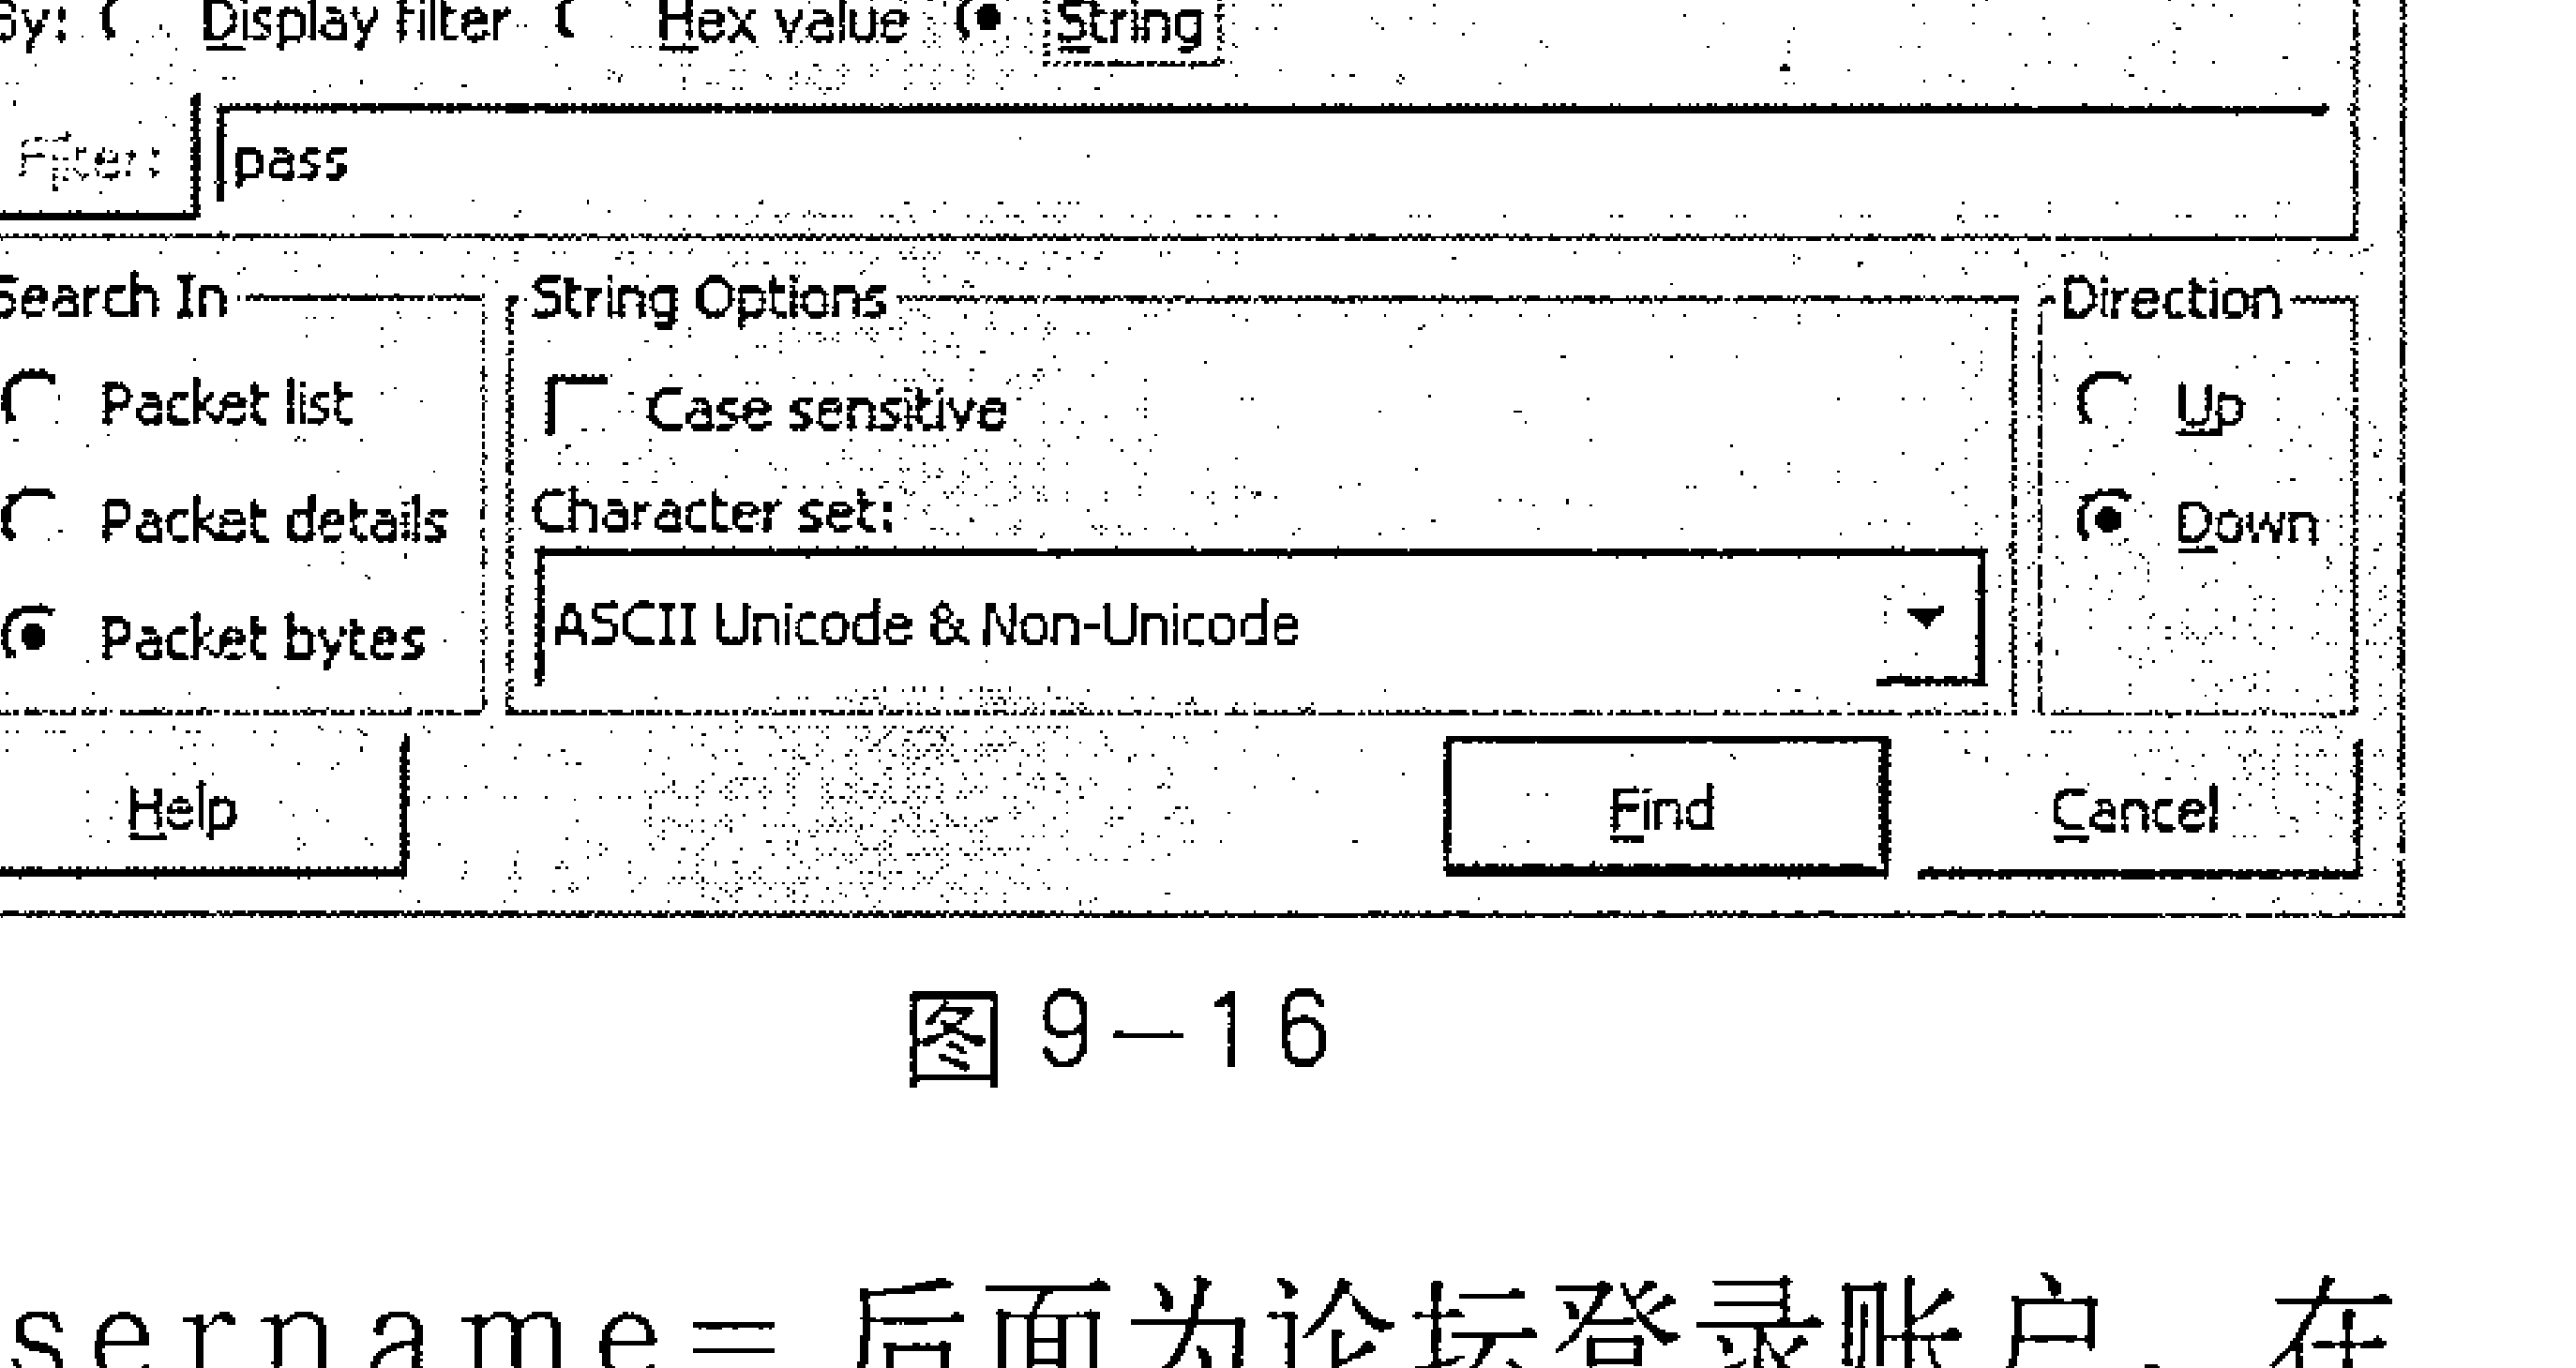 By: Display filter Hex value String
Filter: pass
Search In String Options Direction
Packet list Case sensitive Up
Packet details Character set: Down
Packet bytes ASCII Unicode & Non-Unicode
Help Find Cancel
图 9-16
sername= 后面为论坛登录账户，在